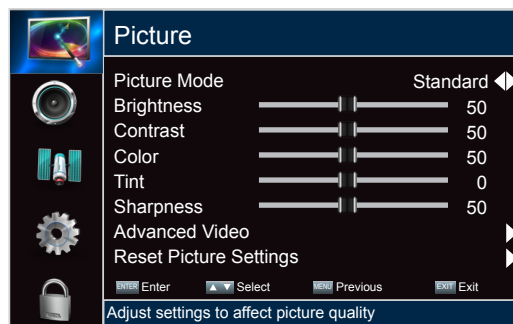 Picture
Picture Mode Standard
Brightness 50
Contrast 50
Color 50
Tint 0
Sharpness 50
Advanced Video
Reset Picture Settings
ENTER Enter Select MENU Previous EXIT Exit
Adjust settings to affect picture quality